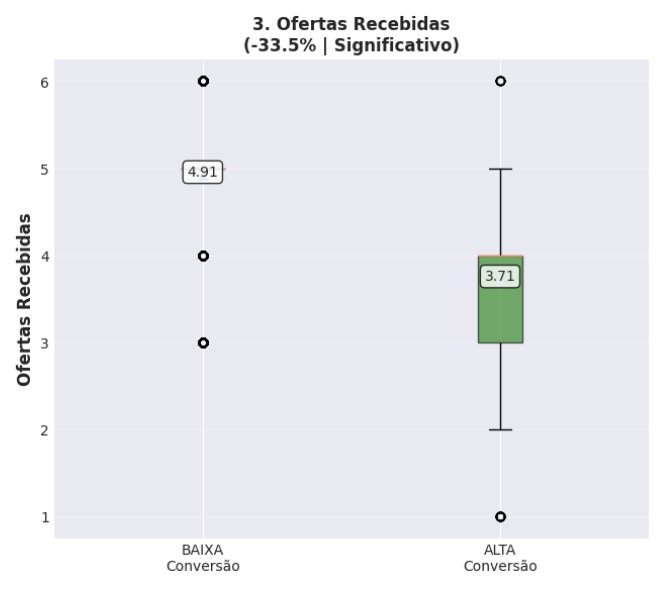 3. Ofertas Recebidas
(-33.5% | Significativo)
Ofertas Recebidas
6
5
4
3
2
1
4.91
3.71
BAIXA
Conversão
ALTA
Conversão